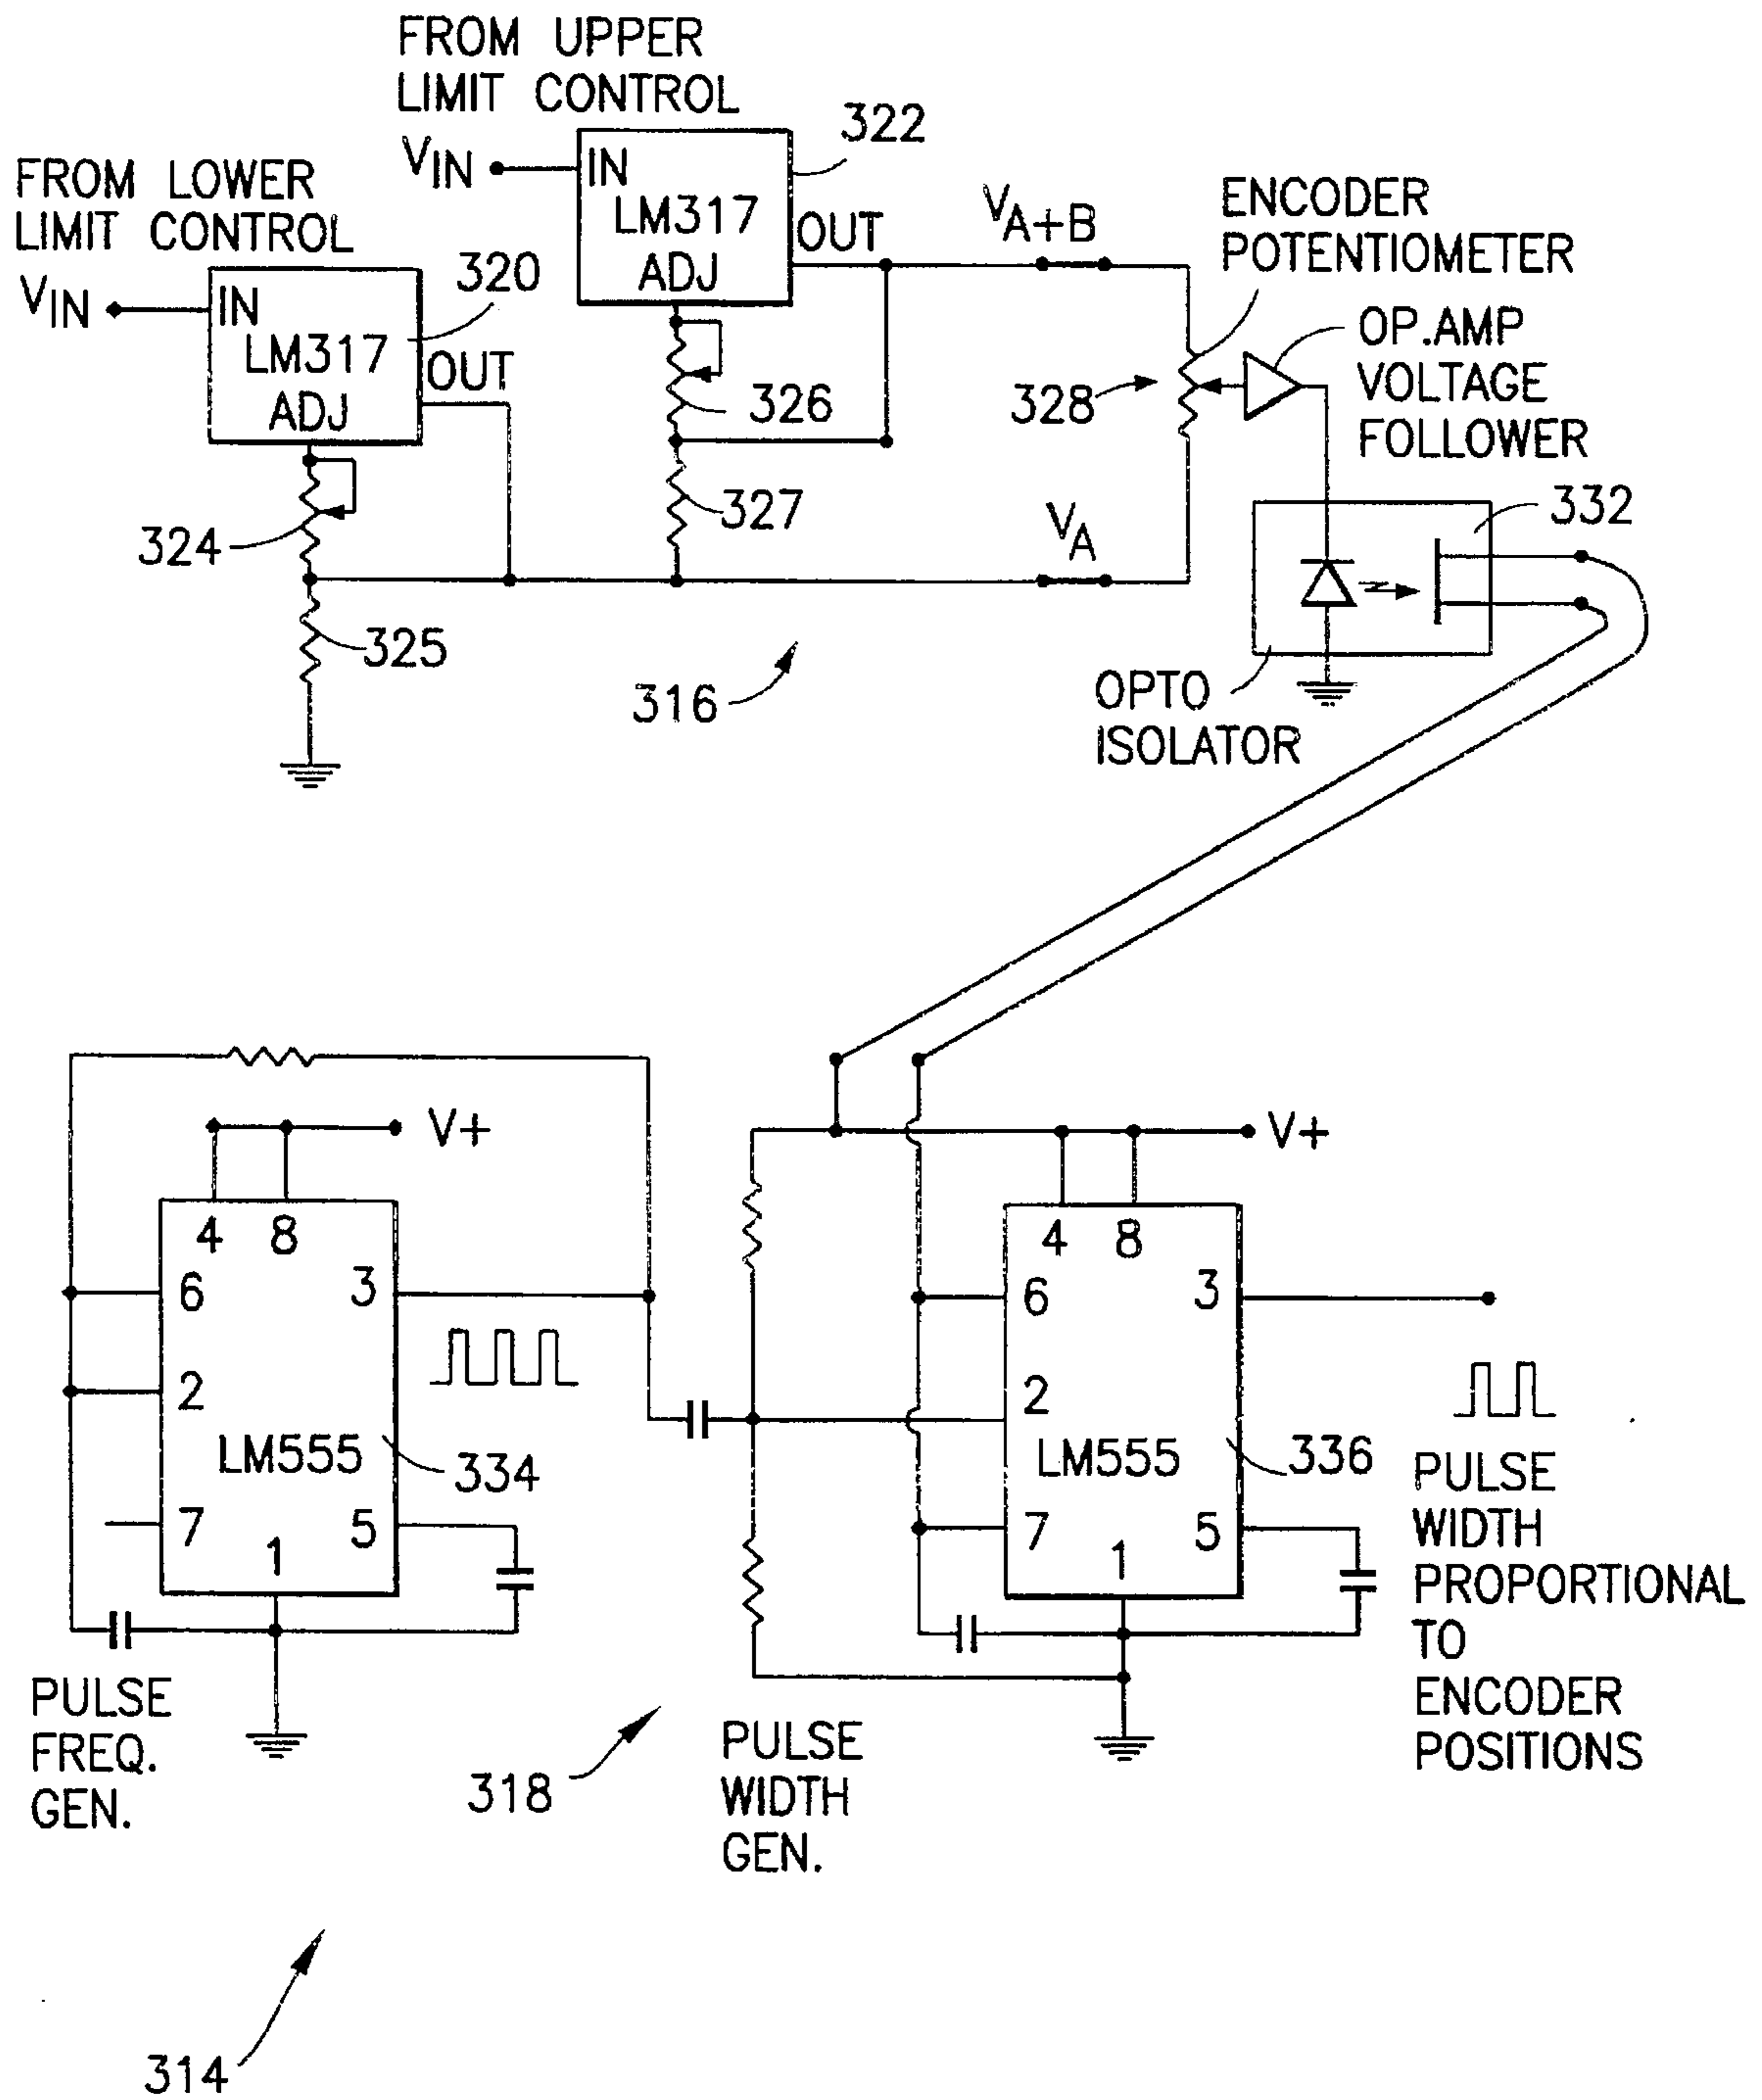 FROM UPPER
LIMIT CONTROL
322
VIN
IN
LM317
ADJ
OUT
FROM LOWER
LIMIT CONTROL
VIN
IN
LM317
ADJ
OUT
320
VA+B
ENCODER
POTENTIOMETER
OP.AMP
VOLTAGE
FOLLOWER
328
326
327
324
325
VA
332
316
OPTO
ISOLATOR
V+
4 8
6 3
2
LM555
334
7 5
1
PULSE
FREQ.
GEN.
318
V+
4 8
6 3
2
LM555
336
7 5
1
PULSE
WIDTH
GEN.
PULSE
WIDTH
PROPORTIONAL
TO
ENCODER
POSITIONS
314